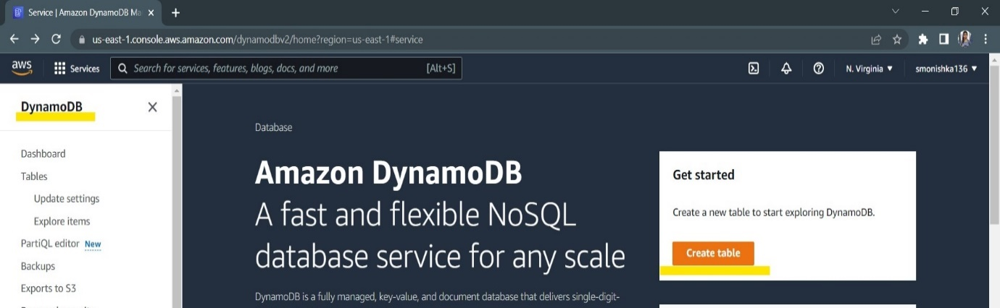 Service | Amazon DynamoDB Ma
us-east-1.console.aws.amazon.com/dynamodbv2/home?region=us-east-1#service
aws
Services
Search for services, features, blogs, docs, and more [Alt+S]
N. Virginia
smonishka136
DynamoDB
Dashboard
Tables
Update settings
Explore items
PartiQL editor New
Backups
Exports to S3
Database
Amazon DynamoDB
A fast and flexible NoSQL
database service for any scale
DynamoDB is a fully managed, key-value, and document database that delivers single-digit-
Get started
Create a new table to start exploring DynamoDB.
Create table